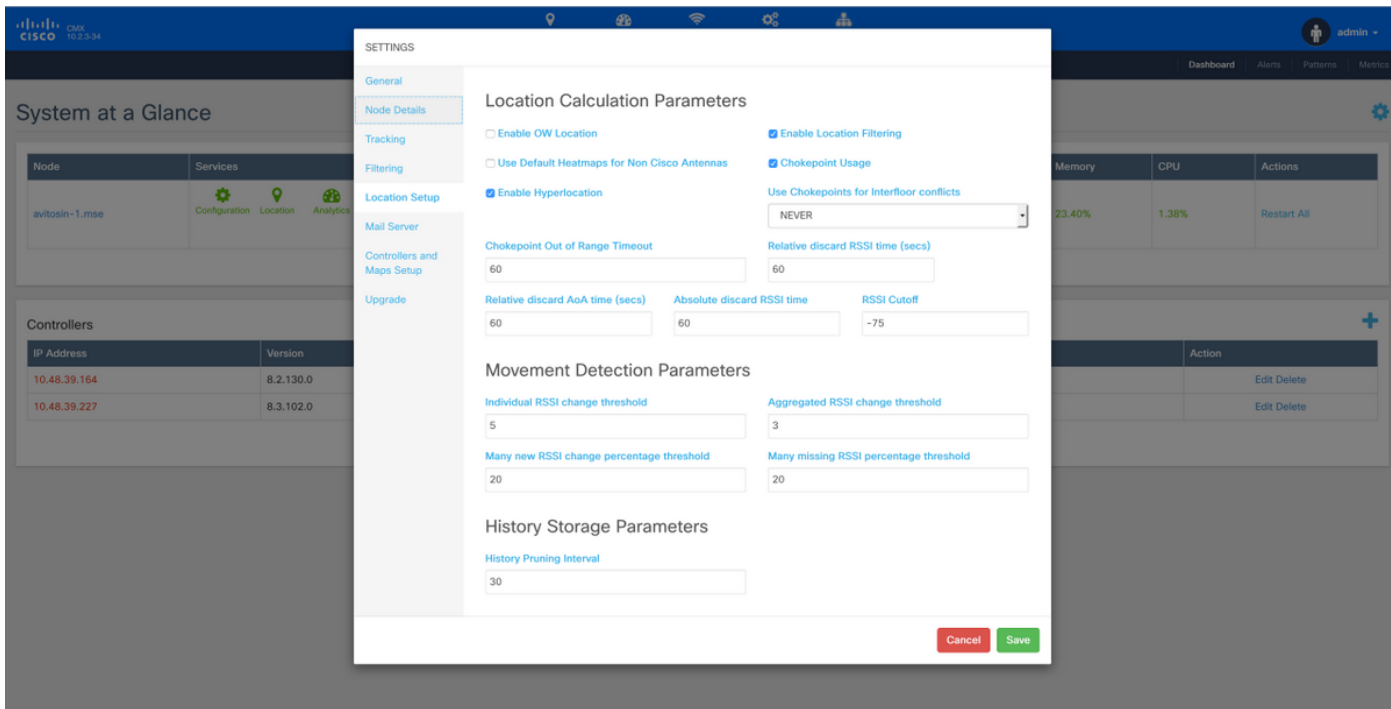 CISCO CMX 10.2.3-34
admin
Dashboard Alerts Patterns Metrics
System at a Glance
Node Services Memory CPU Actions
Configuration Location Analytics
avitosin-1.mse 23.40% 1.38% Restart All
Controllers
IP Address Version Action
10.48.39.164 8.2.130.0 Edit Delete
10.48.39.227 8.3.102.0 Edit Delete
SETTINGS
General
Node Details
Tracking
Filtering
Location Setup
Mail Server
Controllers and
Maps Setup
Upgrade
Location Calculation Parameters
Enable OW Location Enable Location Filtering
Use Default Heatmaps for Non Cisco Antennas Chokepoint Usage
Enable Hyperlocation Use Chokepoints for Interfloor conflicts
NEVER
Chokepoint Out of Range Timeout Relative discard RSSI time (secs)
60 60
Relative discard AoA time (secs) Absolute discard RSSI time RSSI Cutoff
60 60 -75
Movement Detection Parameters
Individual RSSI change threshold Aggregated RSSI change threshold
5 3
Many new RSSI change percentage threshold Many missing RSSI percentage threshold
20 20
History Storage Parameters
History Pruning Interval
30
Cancel Save